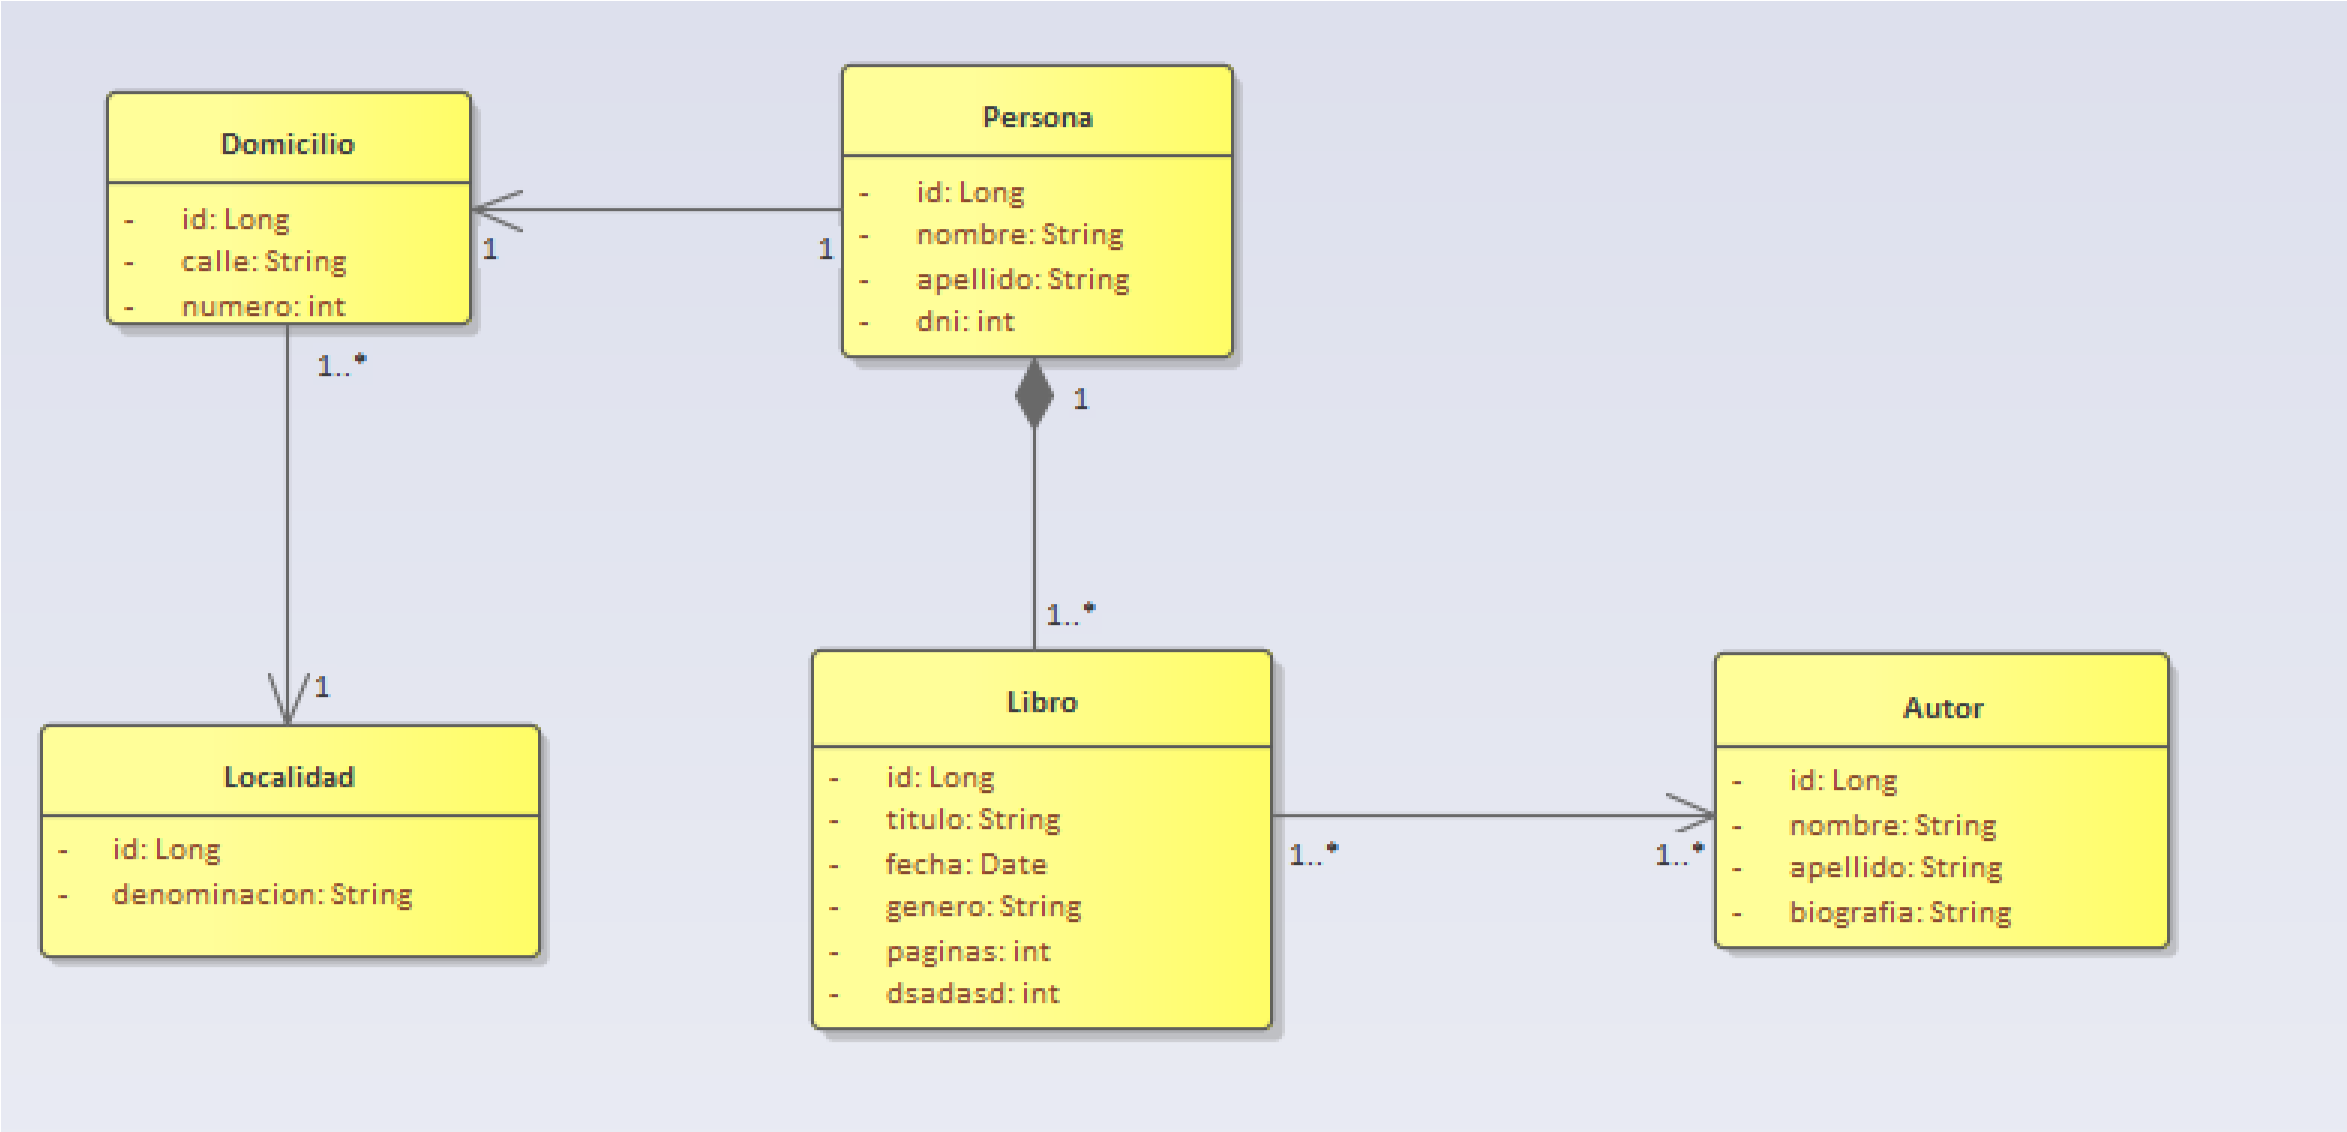 Domicilio
- id: Long
- calle: String
- numero: int
1
1
Persona
- id: Long
- nombre: String
- apellido: String
- dni: int
1..*
1
1
1..*
Localidad
- id: Long
- denominacion: String
Libro
- id: Long
- titulo: String
- fecha: Date
- genero: String
- paginas: int
- dsadasd: int
1..*
1..*
Autor
- id: Long
- nombre: String
- apellido: String
- biografia: String